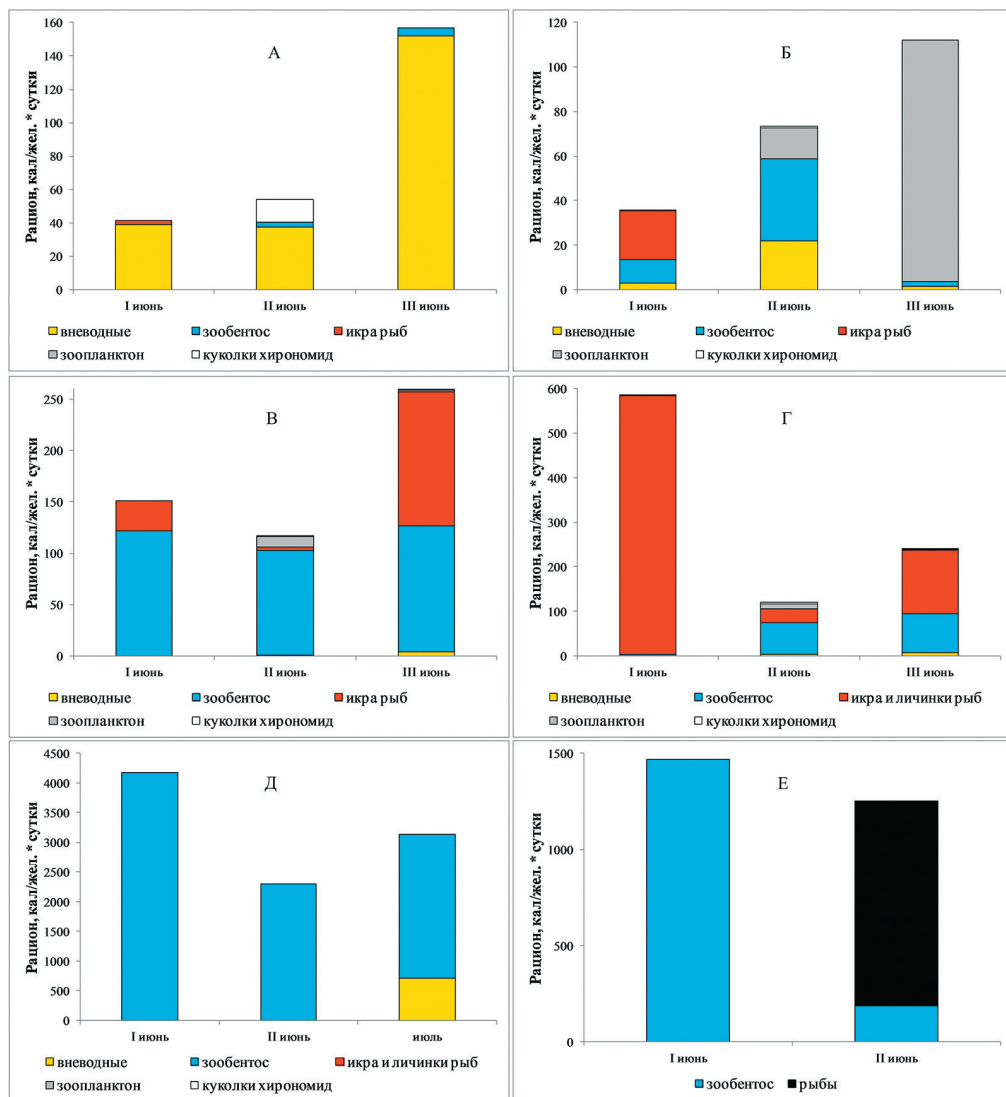 А
Рацион, кал/жел. * сутки
160
140
120
100
80
60
40
20
0
I июнь II июнь III июнь
вневодные зообентос икра рыб
зоопланктон куколки хирономид
Б
Рацион, кал/жел. * сутки
120
100
80
60
40
20
0
I июнь II июнь III июнь
вневодные зообентос икра рыб
зоопланктон куколки хирономид
В
Рацион, кал/жел. * сутки
250
200
150
100
50
0
I июнь II июнь III июнь
вневодные зообентос икра рыб
зоопланктон куколки хирономид
Г
Рацион, кал/жел. * сутки
600
500
400
300
200
100
0
I июнь II июнь III июнь
вневодные зообентос икра и личинки рыб
зоопланктон куколки хирономид
Д
Рацион, кал/жел. * сутки
4500
4000
3500
3000
2500
2000
1500
1000
500
0
I июнь II июнь июль
вневодные зообентос икра и личинки рыб
зоопланктон куколки хирономид
Е
Рацион, кал/жел. * сутки
1500
1000
500
0
I июнь II июнь
зообентос рыбы